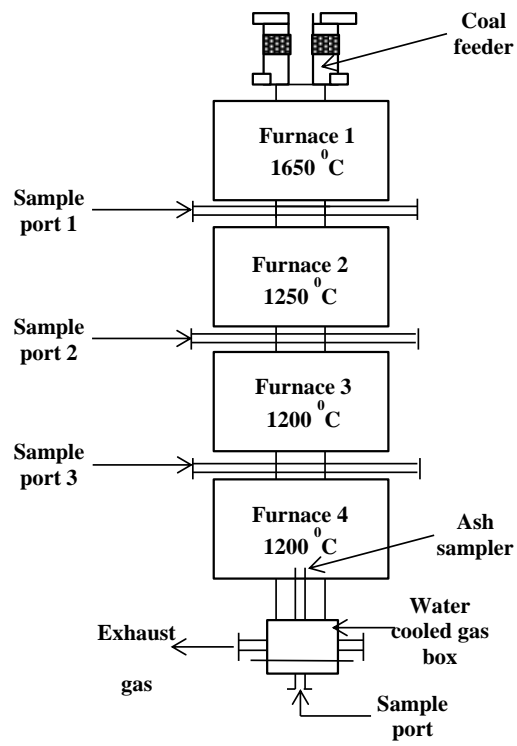 Coal
feeder
Furnace 1
1650 ⁰C
Sample
port 1
Furnace 2
1250 ⁰C
Sample
port 2
Furnace 3
1200 ⁰C
Sample
port 3
Furnace 4
1200 ⁰C
Ash
sampler
Water
cooled gas
box
Exhaust
gas
Sample
port